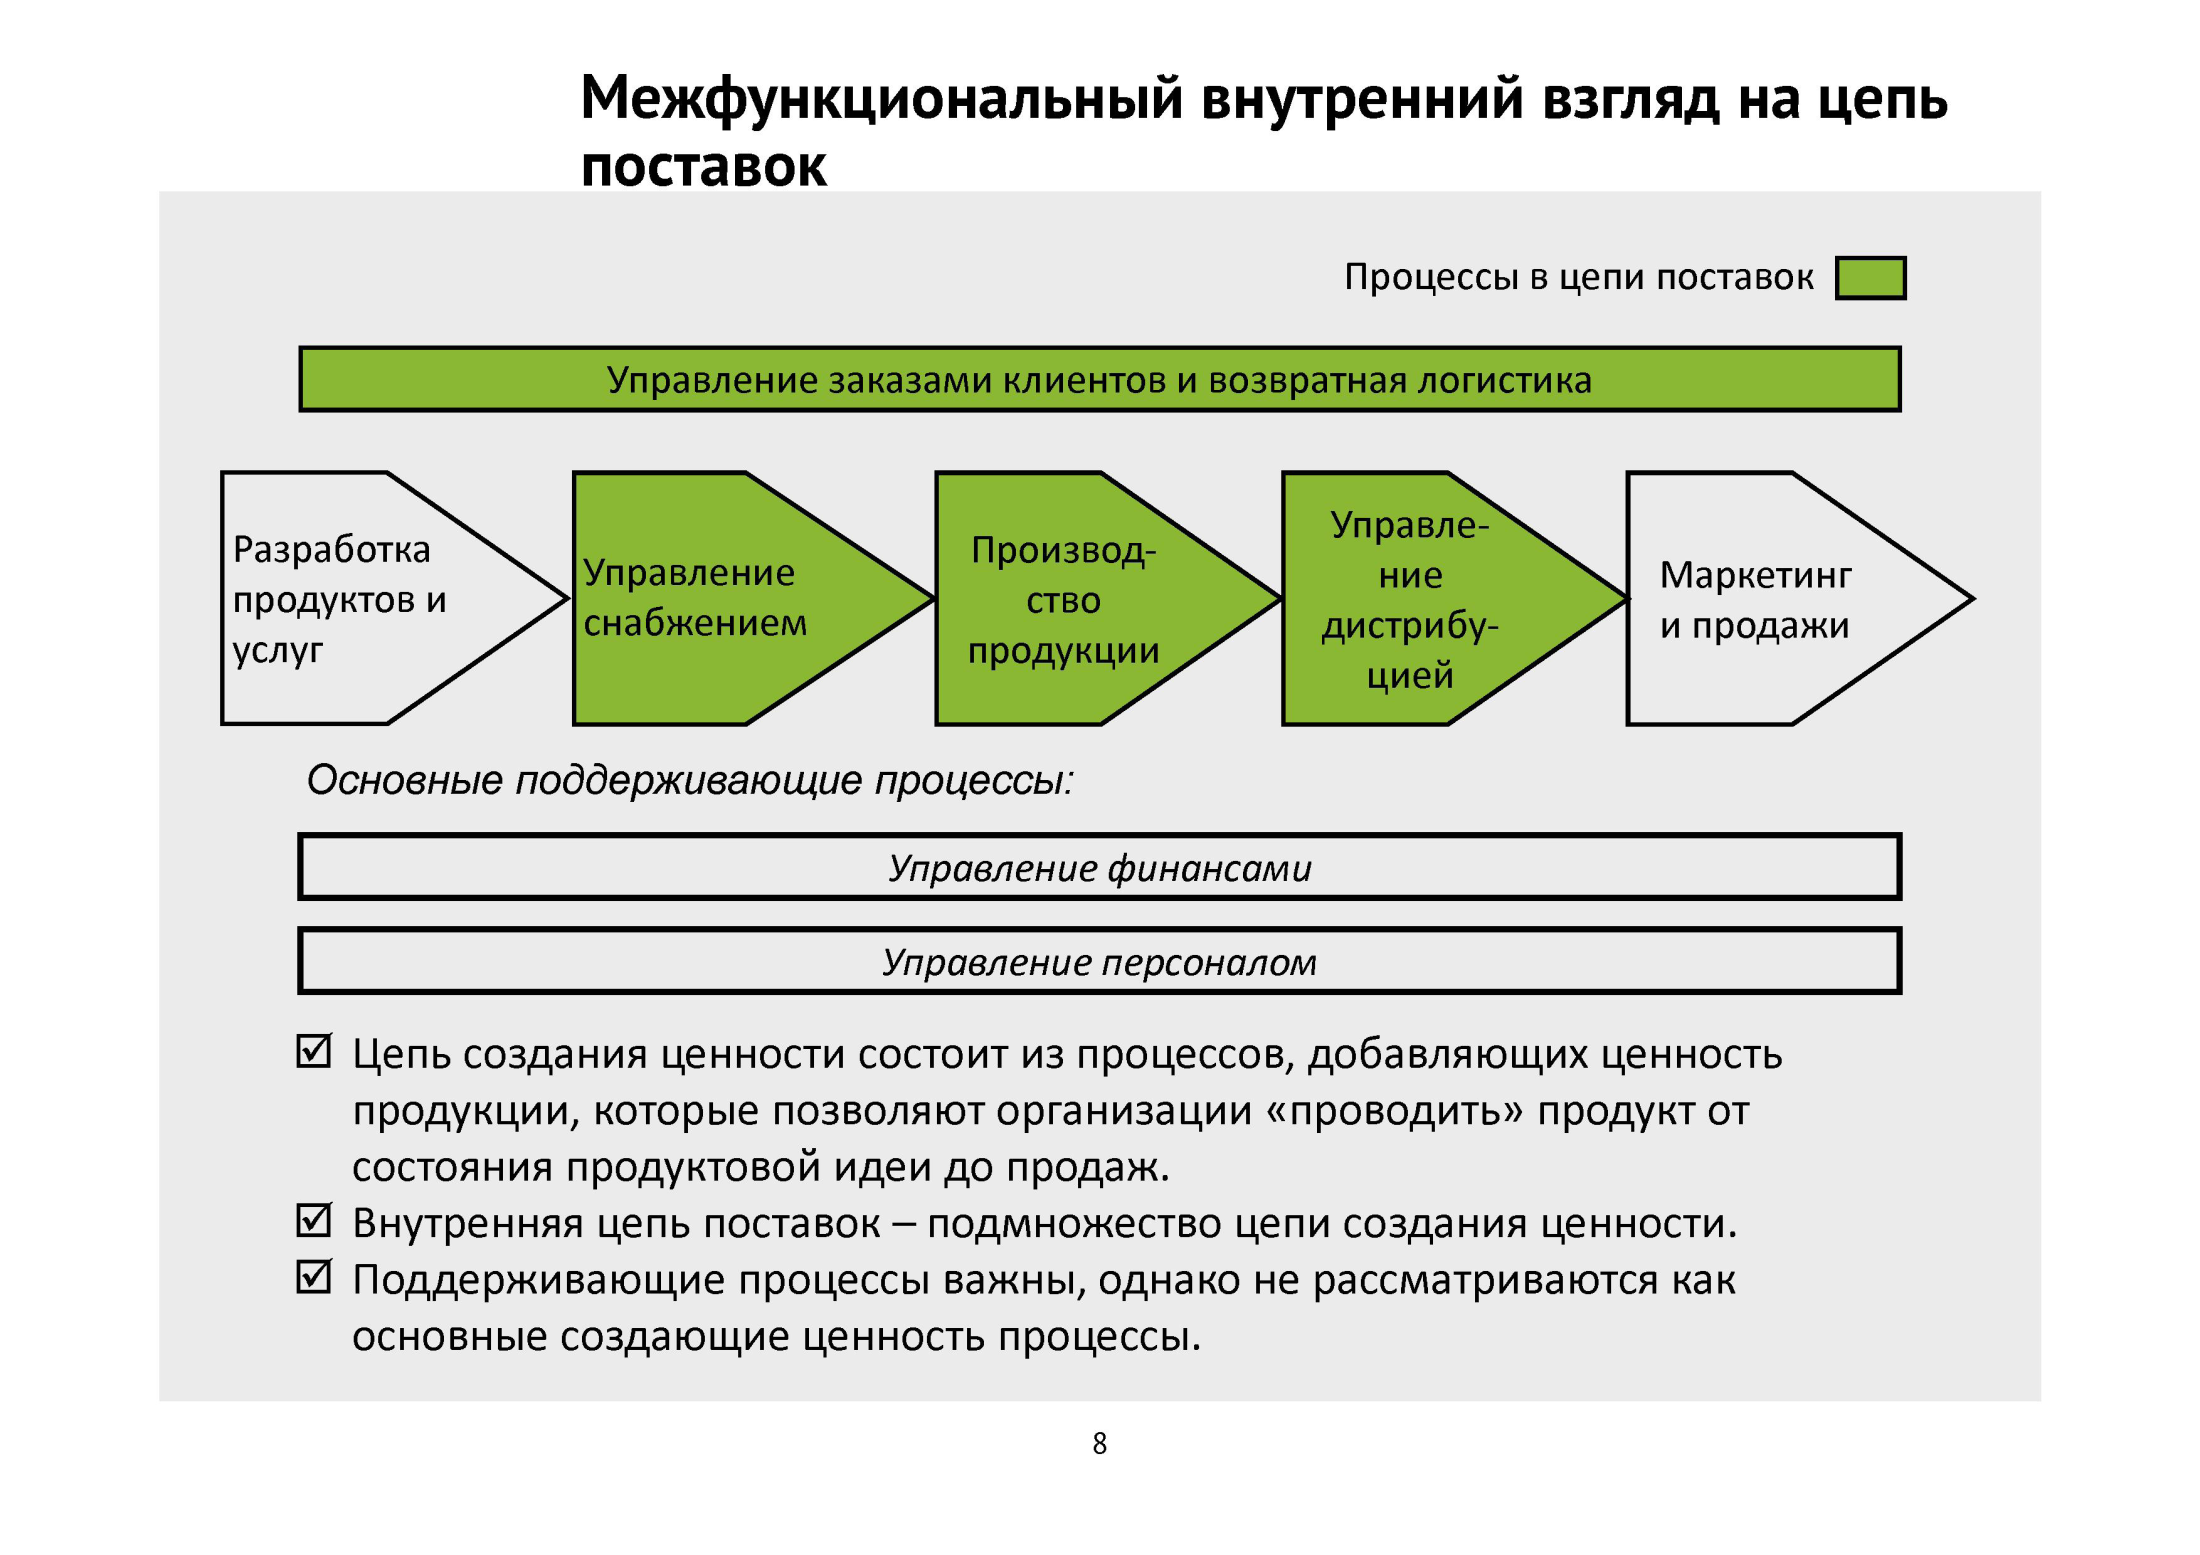 Межфункциональный внутренний взгляд на цепь
поставок
Процессы в цепи поставок
Управление заказами клиентов и возвратная логистика
Разработка
продуктов и
услуг
Управление
снабжением
Производ-
ство
продукции
Управле-
ние
дистрибу-
цией
Маркетинг
и продажи
Основные поддерживающие процессы:
Управление финансами
Управление персоналом
Цепь создания ценности состоит из процессов, добавляющих ценность
продукции, которые позволяют организации «проводить» продукт от
состояния продуктовой идеи до продаж.
Внутренняя цепь поставок – подмножество цепи создания ценности.
Поддерживающие процессы важны, однако не рассматриваются как
основные создающие ценность процессы.
8